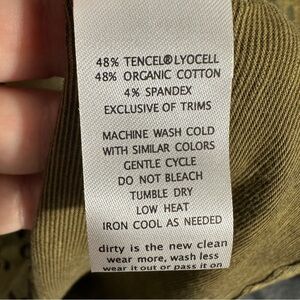 48% TENCEL® LYOCELL
48% ORGANIC COTTON
4% SPANDEX
EXCLUSIVE OF TRIMS
MACHINE WASH COLD
WITH SIMILAR COLORS
GENTLE CYCLE
DO NOT BLEACH
TUMBLE DRY
LOW HEAT
IRON COOL AS NEEDED
dirty is the new clean
wear more, wash less
wear it out or pass it on